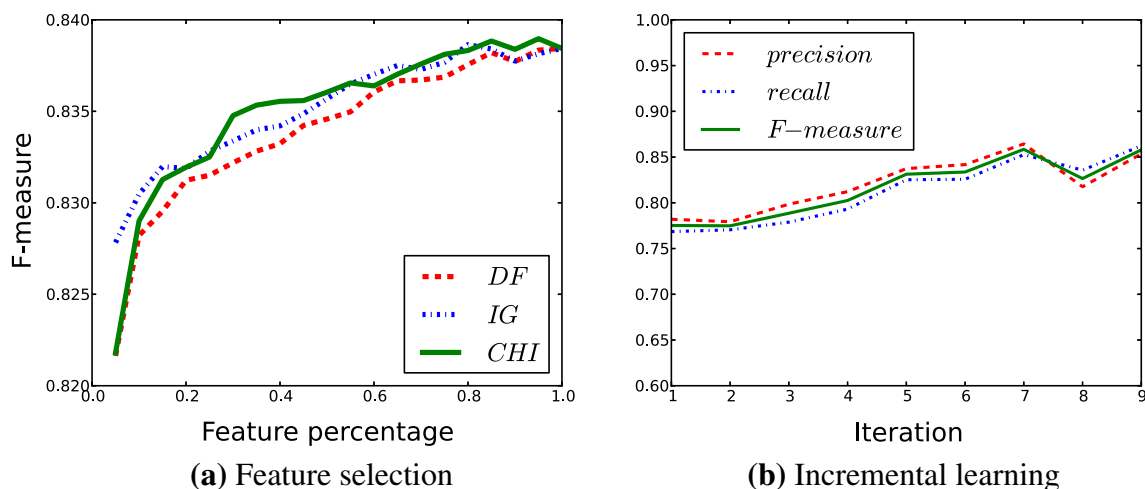 0.840
0.835
0.830
0.825
0.820
F-measure
0.0 0.2 0.4 0.6 0.8 1.0
Feature percentage
DF
IG
CHI
(a) Feature selection
1.00
0.95
0.90
0.85
0.80
0.75
0.70
0.65
0.60
1 2 3 4 5 6 7 8 9
Iteration
precision
recall
F−measure
(b) Incremental learning